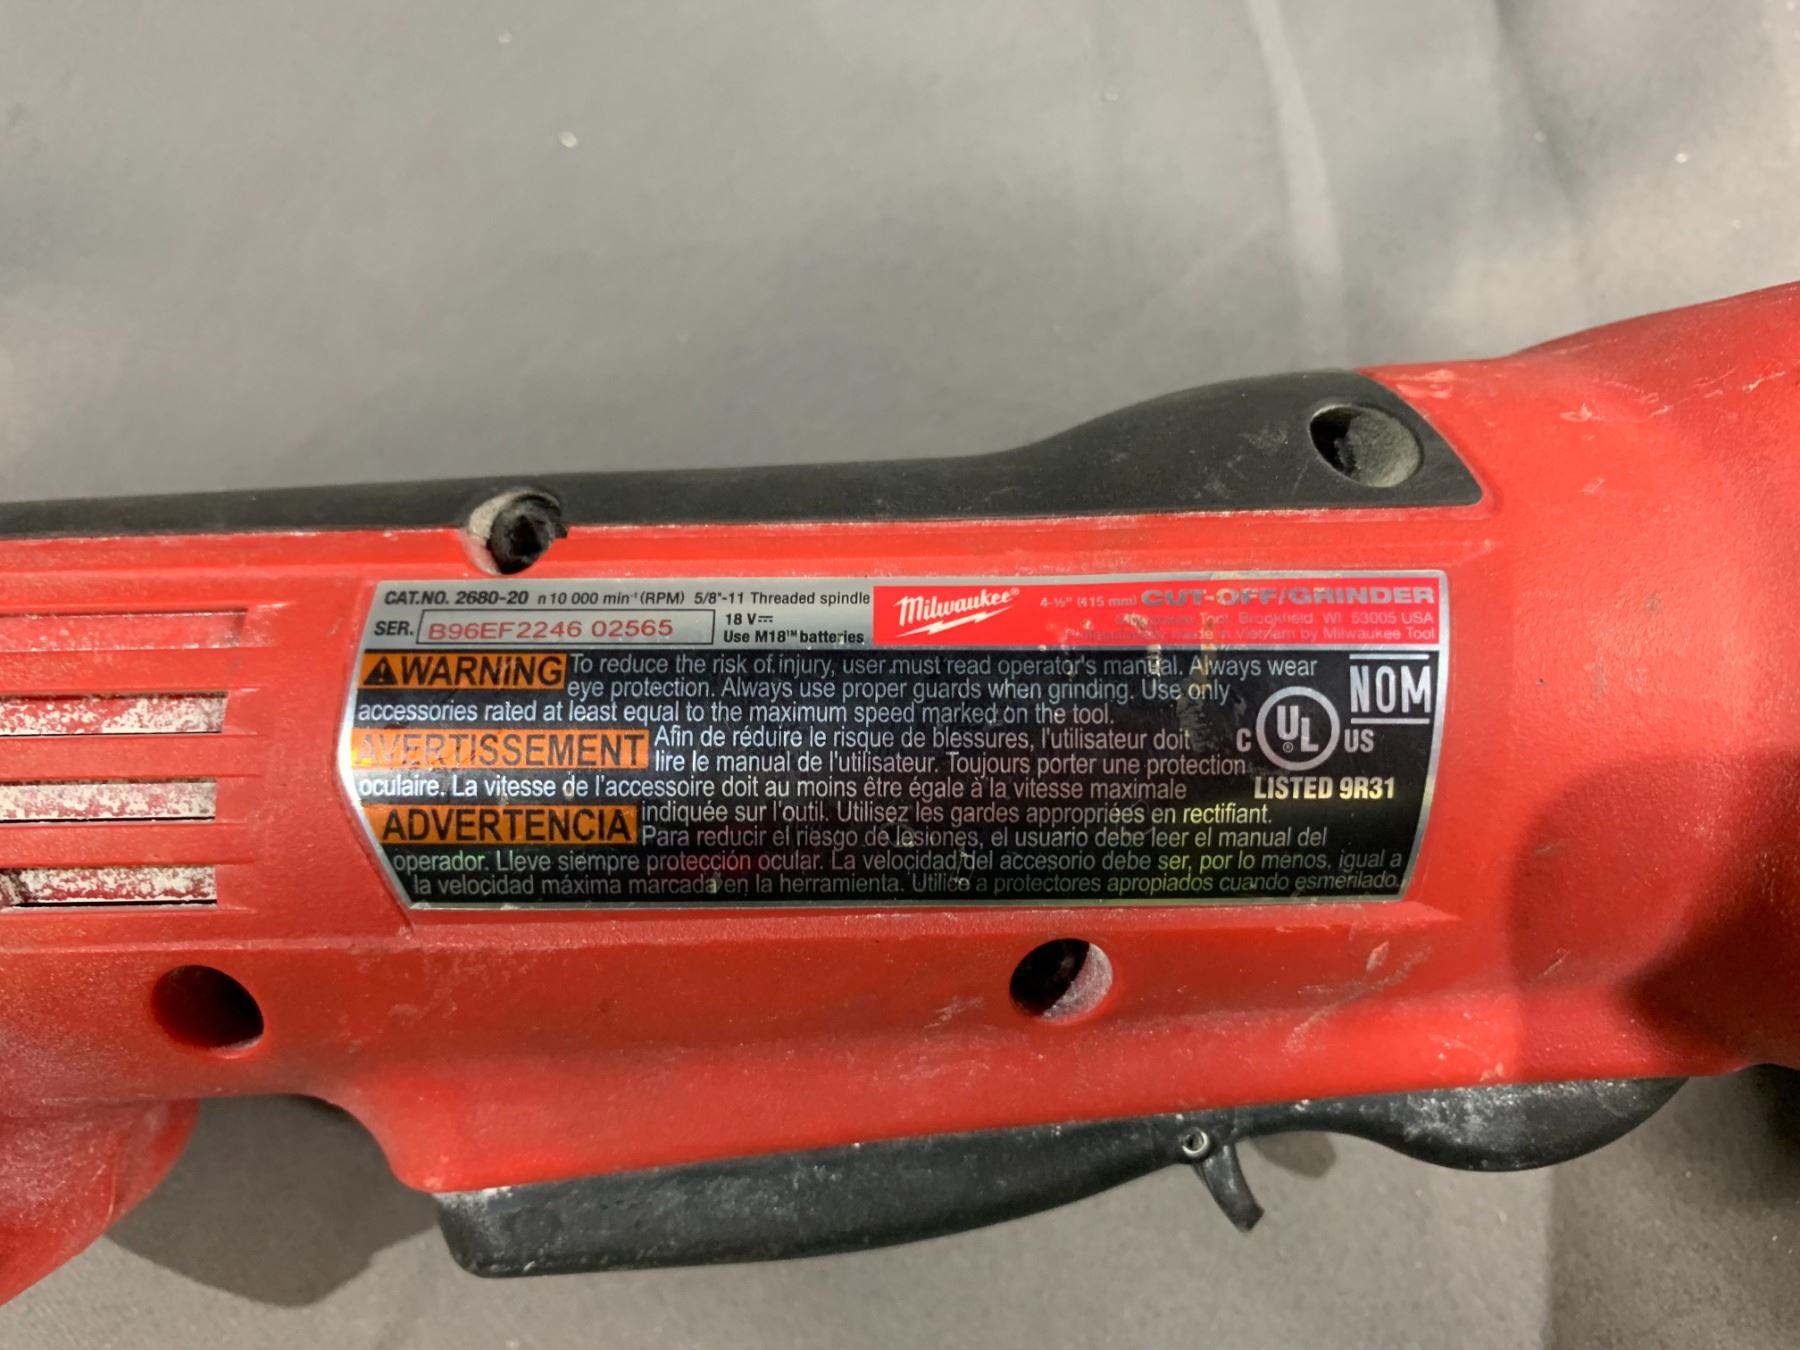 CAT.NO. 2680-20 n 10 000 min⁻¹ (RPM) 5/8"-11 Threaded spindle
SER. B96EF2246 02565
18 V⎓
Use M18™ batteries
Milwaukee®
4-½" (115 mm) CUT-OFF/GRINDER
Milwaukee Tool, Brookfield, WI 53005 USA
Professionally made in Vietnam by Milwaukee Tool
WARNING To reduce the risk of injury, user must read operator's manual. Always wear
eye protection. Always use proper guards when grinding. Use only
accessories rated at least equal to the maximum speed marked on the tool.
AVERTISSEMENT Afin de réduire le risque de blessures, l'utilisateur doit
lire le manual de l'utilisateur. Toujours porter une protection
oculaire. La vitesse de l'accessoire doit au moins être égale à la vitesse maximale
indiquée sur l'outil. Utilisez les gardes appropriées en rectifiant.
ADVERTENCIA Para reducir el riesgo de lesiones, el usuario debe leer el manual del
operador. Lleve siempre protección ocular. La velocidad del accesorio debe ser, por lo menos, igual a
la velocidad máxima marcada en la herramienta. Utilice a protectores apropiados cuando esmerilado.
NOM
C UL® US
LISTED 9R31